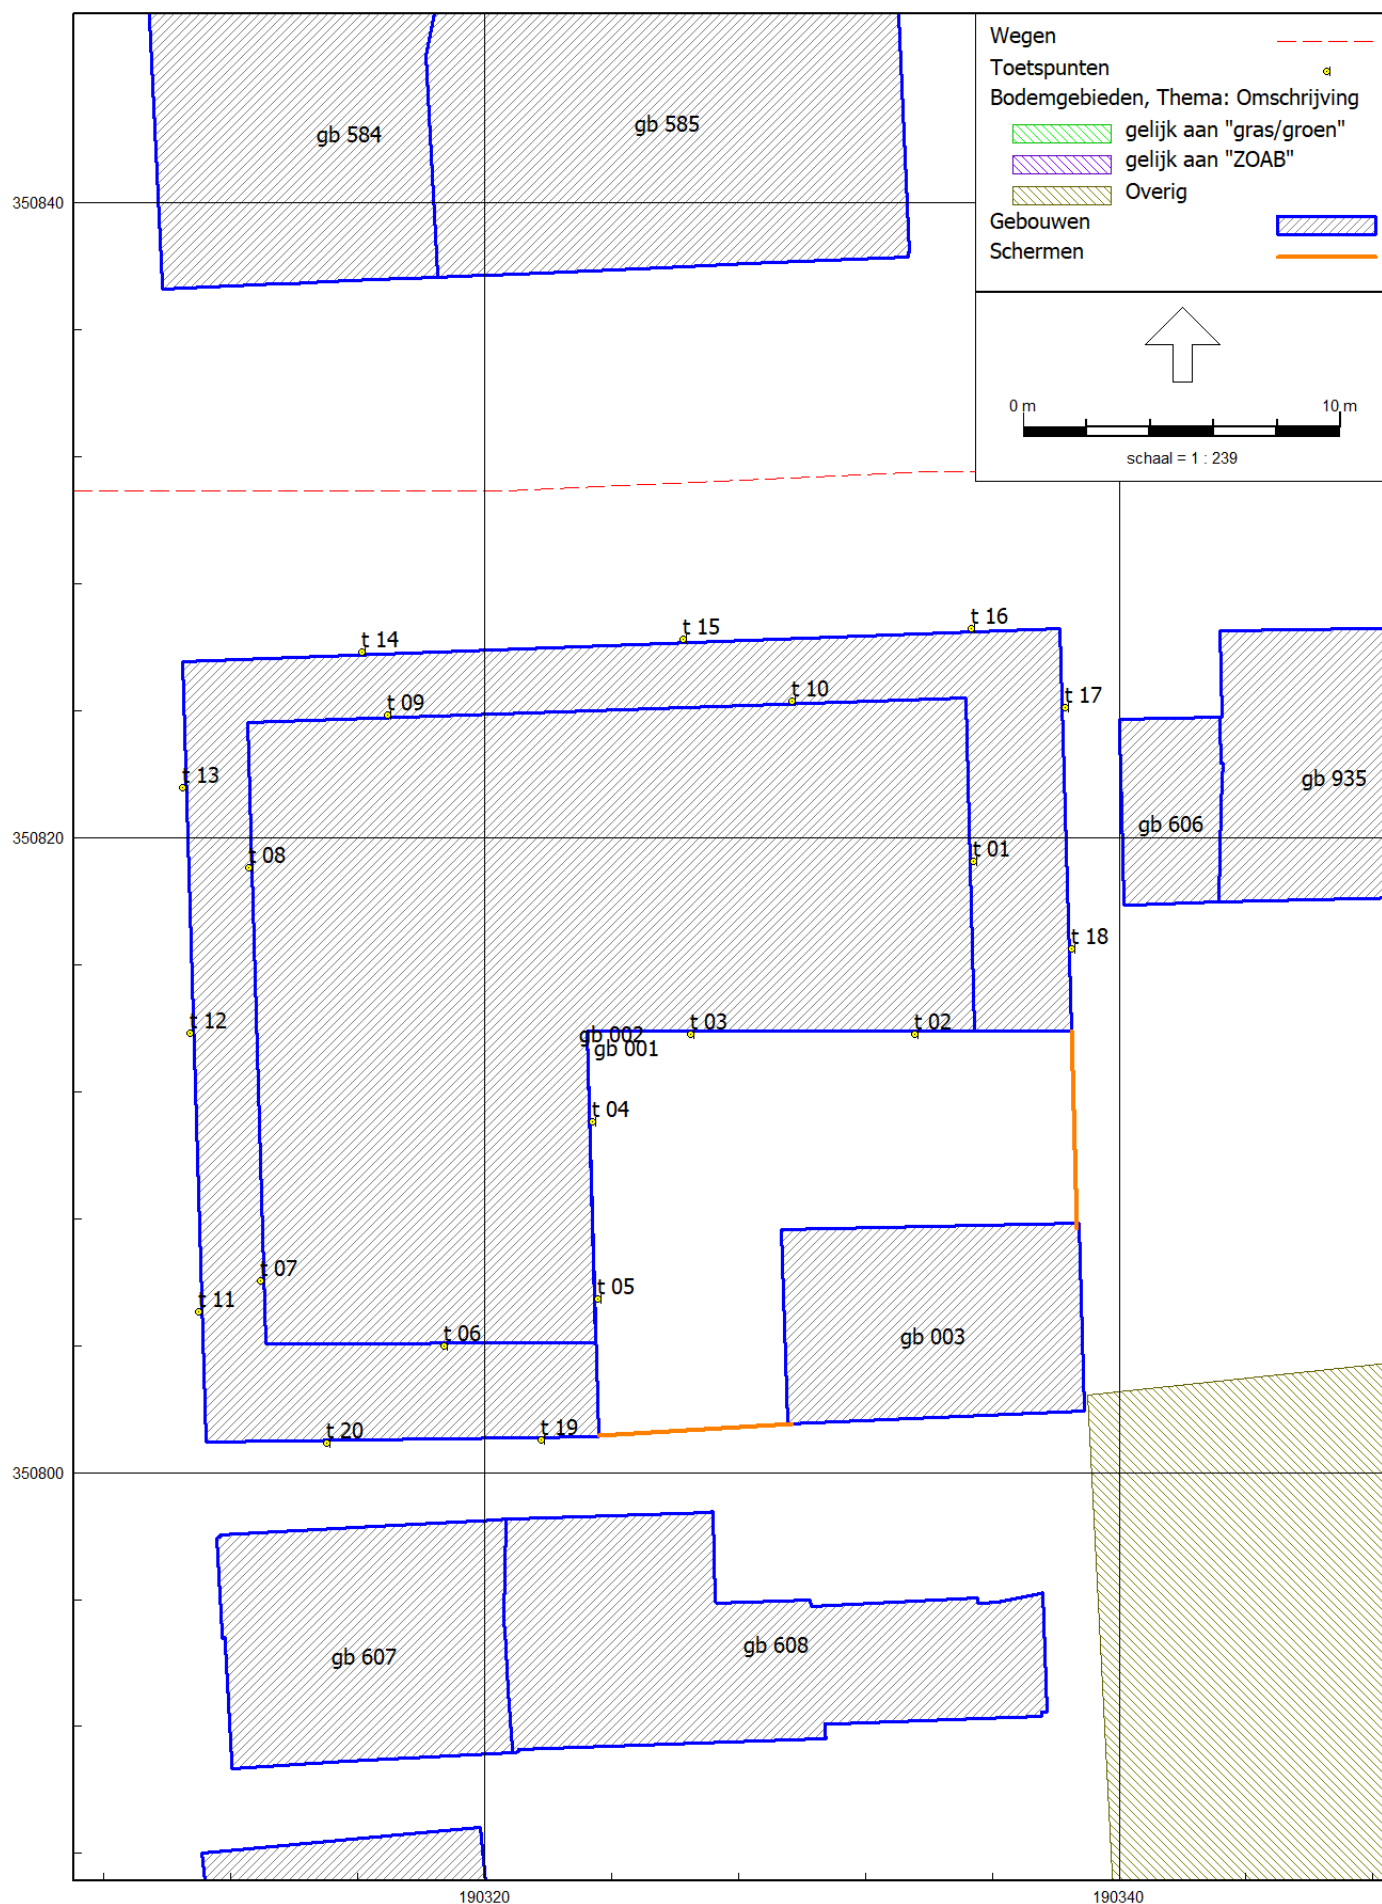 Wegen
Toetspunten
Bodemgebieden, Thema: Omschrijving
gelijk aan "gras/groen"
gelijk aan "ZOAB"
Overig
Gebouwen
Schermen
0 m 10 m
schaal = 1 : 239
gb 584 gb 585
350840
t 14 t 15 t 16
t 09 t 10 t 17
t 13
gb 935
gb 606
350820
t 08 t 01
t 18
t 12 t 03 t 02
gb 002
gb 001
t 04
t 07 t 05
t 11
t 06 gb 003
t 20 t 19
350800
gb 607 gb 608
190320 190340